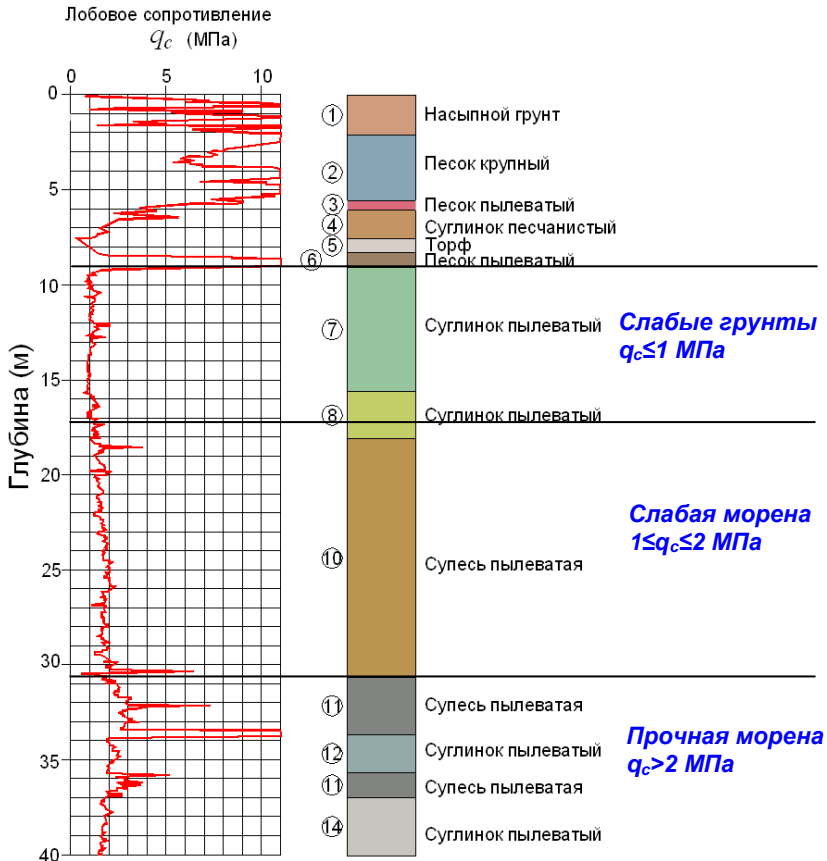 Лобовое сопротивление
qc (МПа)
0 5 10
0
5
10
15
20
25
30
35
40
Глубина (м)
1 Насыпной грунт
2 Песок крупный
3 Песок пылеватый
4 Суглинок песчанистый
5 Торф
6 Песок пылеватый
7 Суглинок пылеватый
8 Суглинок пылеватый
10 Супесь пылеватая
11 Супесь пылеватая
12 Суглинок пылеватый
11 Супесь пылеватая
14 Суглинок пылеватый
Слабые грунты
qc≤1 МПа
Слабая морена
1≤qc≤2 МПа
Прочная морена
qc>2 МПа